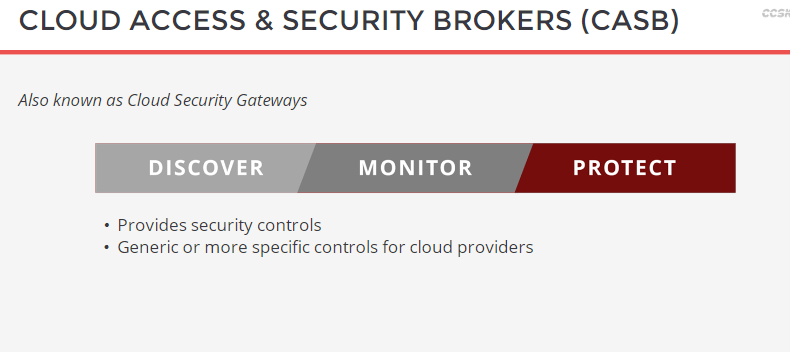 CLOUD ACCESS & SECURITY BROKERS (CASB)
Also known as Cloud Security Gateways
DISCOVER MONITOR PROTECT
• Provides security controls
• Generic or more specific controls for cloud providers